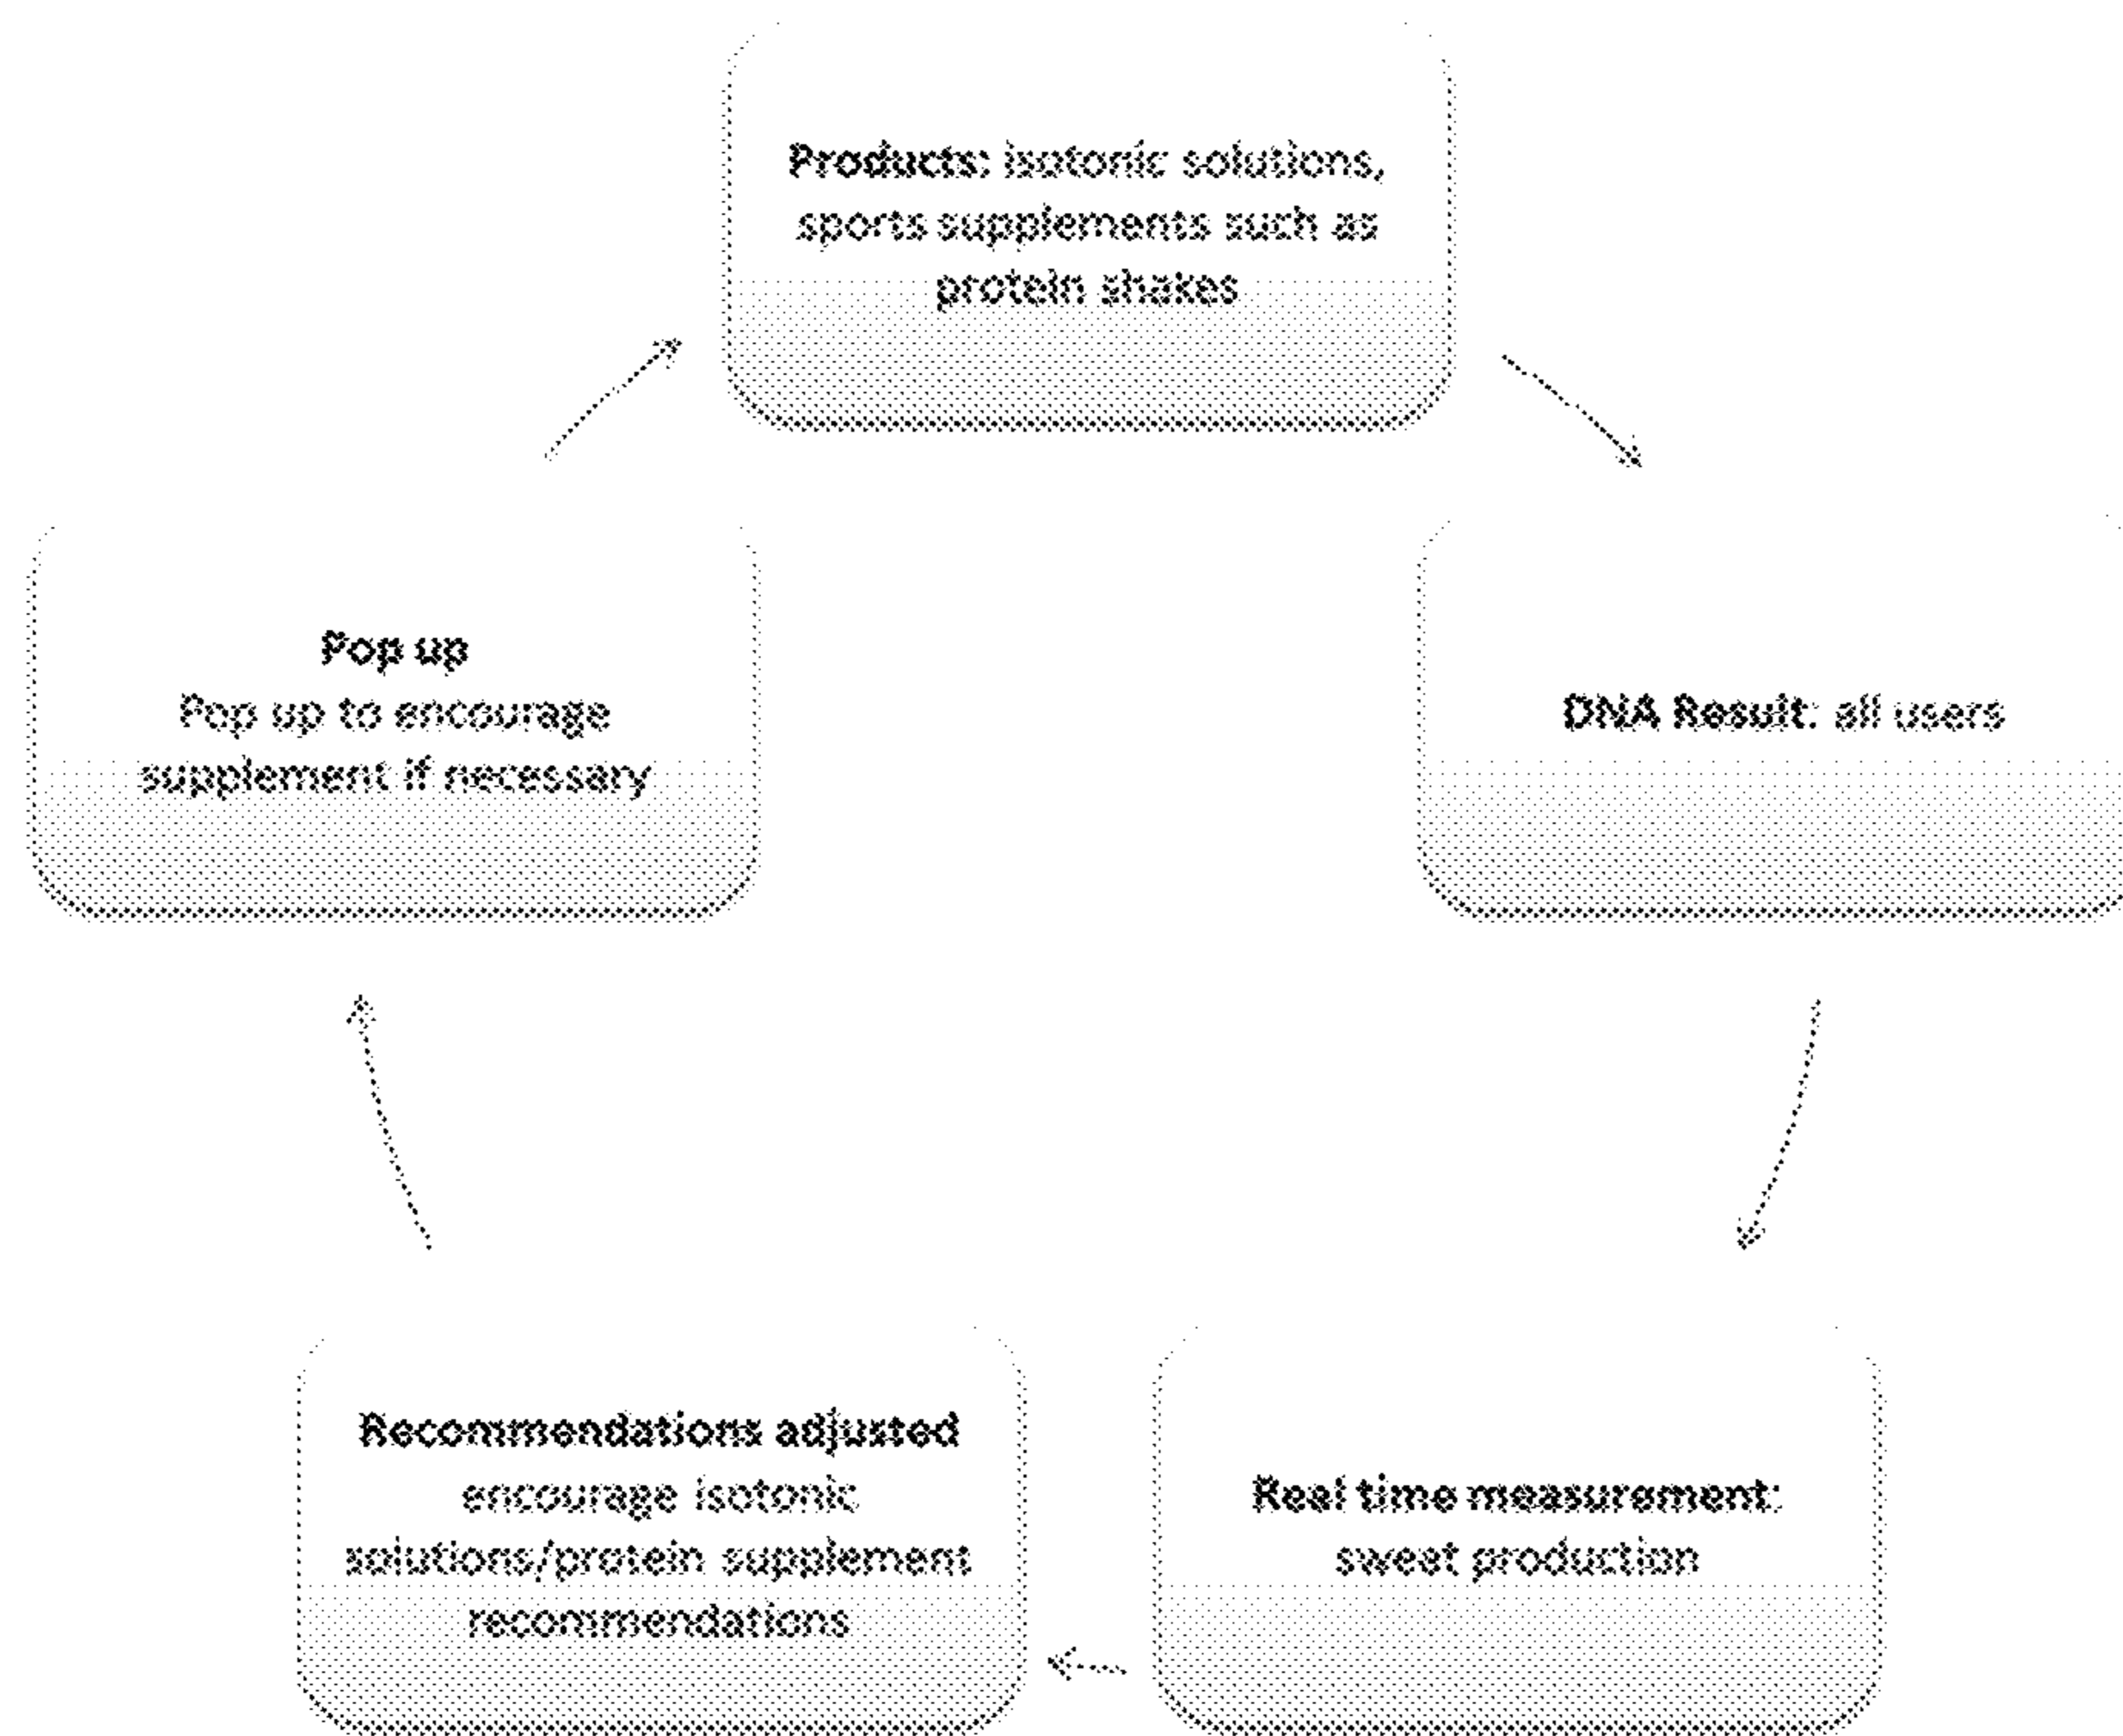 Products: isotonic solutions,
sports supplements such as
protein shakes
Pop up
Pop up to encourage
supplement if necessary
DNA Result: all users
Recommendations adjusted
encourage isotonic
solutions/protein supplement
recommendations
Real time measurement:
sweat production